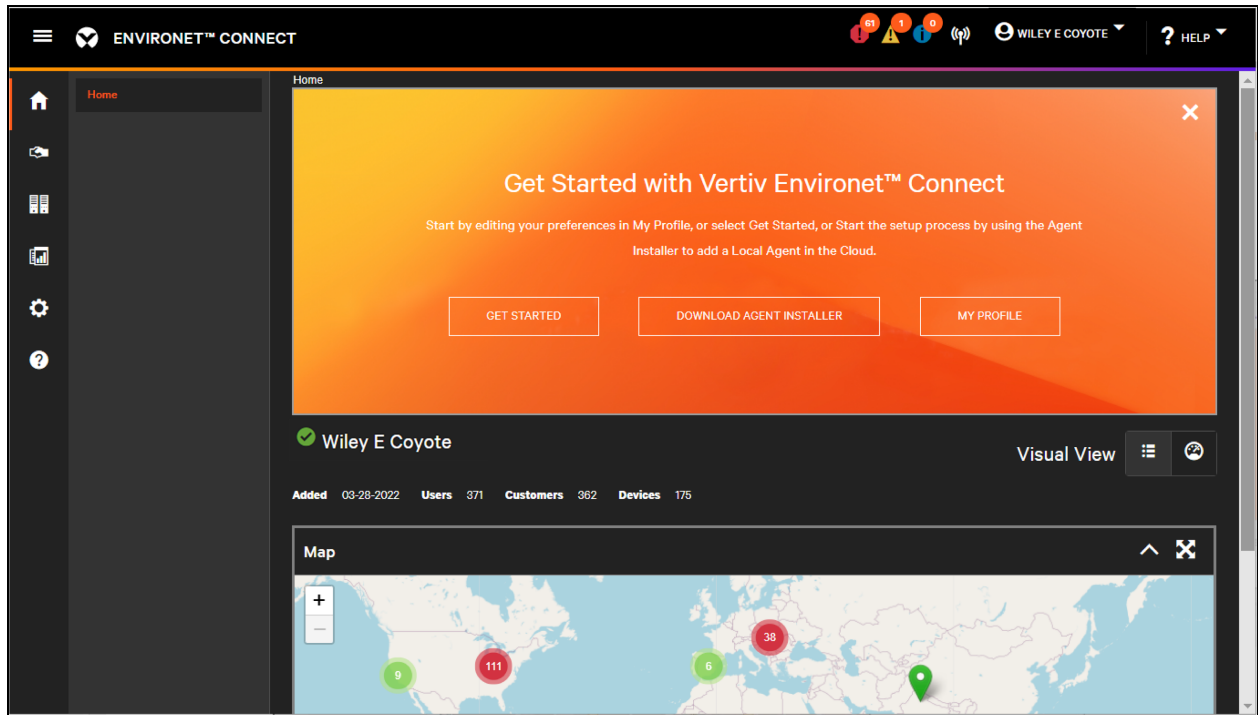 ENVIRONET™ CONNECT
61
1
0
WILEY E COYOTE
? HELP
Home
Home
Get Started with Vertiv Environet™ Connect
Start by editing your preferences in My Profile, or select Get Started, or Start the setup process by using the Agent
Installer to add a Local Agent in the Cloud.
GET STARTED
DOWNLOAD AGENT INSTALLER
MY PROFILE
Wiley E Coyote
Visual View
Added 03-28-2022 Users 371 Customers 362 Devices 175
Map
+
−
38
111
6
9